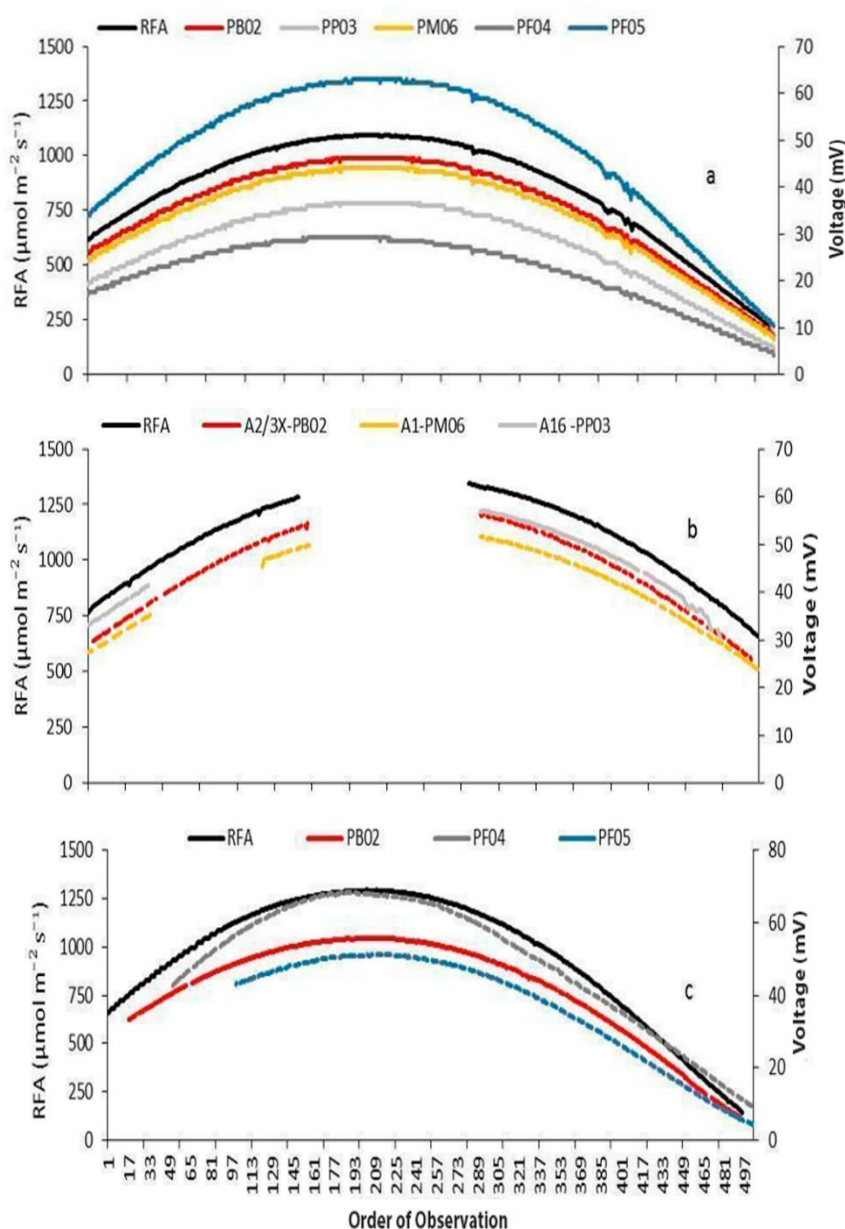 RFA PB02 PP03 PM06 PF04 PF05
1500 1250 1000 750 500 250 0
RFA (µmol m⁻² s⁻¹)
a
70 60 50 40 30 20 10 0
Voltage (mV)
RFA A2/3X-PB02 A1-PM06 A16 -PP03
1500 1250 1000 750 500 250 0
RFA (µmol m⁻² s⁻¹)
b
70 60 50 40 30 20 10 0
Voltage (mV)
RFA PB02 PF04 PF05
1500 1250 1000 750 500 250 0
RFA (µmol m⁻² s⁻¹)
c
80 60 40 20 0
Voltage (mV)
1 17 33 49 65 81 97 113 129 145 161 177 193 209 225 241 257 273 289 305 321 337 353 369 385 401 417 433 449 465 481 497
Order of Observation